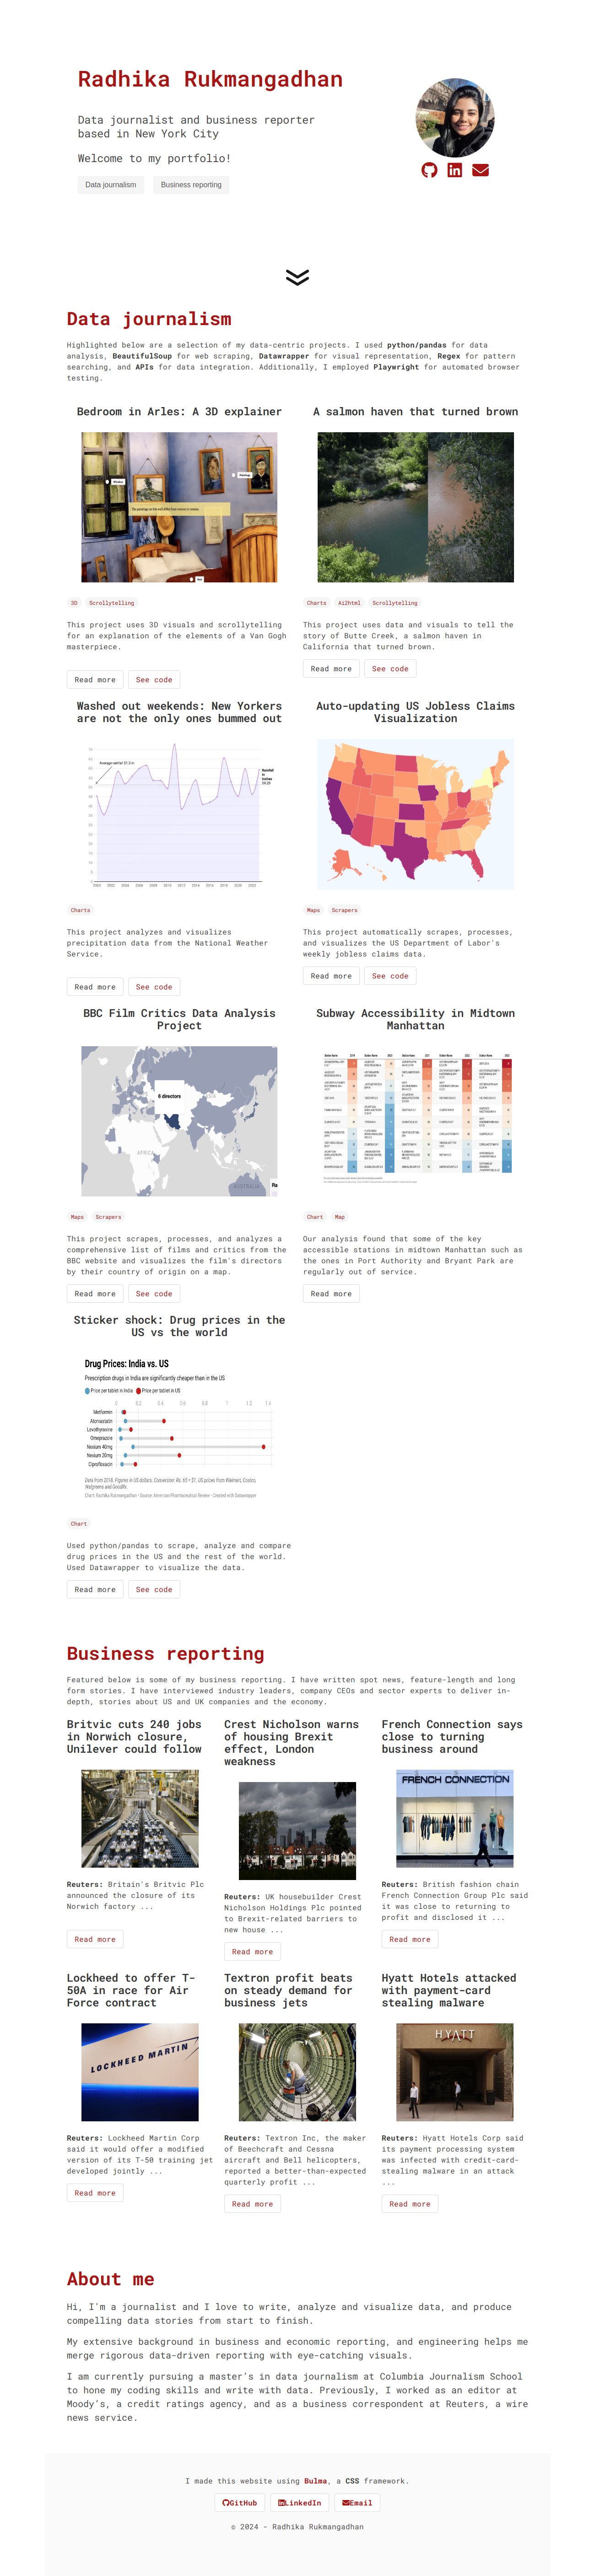 Radhika Rukmangadhan
Data journalist and business reporter
based in New York City
Welcome to my portfolio!
Data journalism
Business reporting
Data journalism
Highlighted below are a selection of my data-centric projects. I used python/pandas for data
analysis, BeautifulSoup for web scraping, Datawrapper for visual representation, Regex for pattern
searching, and APIs for data integration. Additionally, I employed Playwright for automated browser
testing.
Bedroom in Arles: A 3D explainer
3D
Scrollytelling
This project uses 3D visuals and scrollytelling
for an explanation of the elements of a Van Gogh
masterpiece.
Read more
See code
A salmon haven that turned brown
Charts
Ai2html
Scrollytelling
This project uses data and visuals to tell the
story of Butte Creek, a salmon haven in
California that turned brown.
Read more
See code
Washed out weekends: New Yorkers
are not the only ones bummed out
Charts
This project analyzes and visualizes
precipitation data from the National Weather
Service.
Read more
See code
Auto-updating US Jobless Claims
Visualization
Maps
Scrapers
This project automatically scrapes, processes,
and visualizes the US Department of Labor's
weekly jobless claims data.
Read more
See code
BBC Film Critics Data Analysis
Project
6 directors
AFRICA
AUSTRALIA
Maps
Scrapers
This project scrapes, processes, and analyzes a
comprehensive list of films and critics from the
BBC website and visualizes the film's directors
by their country of origin on a map.
Read more
See code
Subway Accessibility in Midtown
Manhattan
Chart
Map
Our analysis found that some of the key
accessible stations in midtown Manhattan such as
the ones in Port Authority and Bryant Park are
regularly out of service.
Read more
Sticker shock: Drug prices in the
US vs the world
Drug Prices: India vs. US
Prescription drugs in India are significantly cheaper than in the US
Price per tablet in India
Price per tablet in US
0 0.2 0.4 0.6 0.8 1 1.2 1.4
Metformin
Atorvastatin
Levothyroxine
Omeprazole
Nexium 40mg
Nexium 20mg
Ciprofloxacin
Chart
Used python/pandas to scrape, analyze and compare
drug prices in the US and the rest of the world.
Used Datawrapper to visualize the data.
Read more
See code
Business reporting
Featured below is some of my business reporting. I have written spot news, feature-length and long
form stories. I have interviewed industry leaders, company CEOs and sector experts to deliver in-
depth, stories about US and UK companies and the economy.
Britvic cuts 240 jobs
in Norwich closure,
Unilever could follow
Reuters: Britain's Britvic Plc
announced the closure of its
Norwich factory ...
Read more
Crest Nicholson warns
of housing Brexit
effect, London
weakness
Reuters: UK housebuilder Crest
Nicholson Holdings Plc pointed
to Brexit-related barriers to
new house ...
Read more
French Connection says
close to turning
business around
FRENCH CONNECTION
Reuters: British fashion chain
French Connection Group Plc said
it was close to returning to
profit and disclosed it ...
Read more
Lockheed to offer T-
50A in race for Air
Force contract
LOCKHEED MARTIN
Reuters: Lockheed Martin Corp
said it would offer a modified
version of its T-50 training jet
developed jointly ...
Read more
Textron profit beats
on steady demand for
business jets
Reuters: Textron Inc, the maker
of Beechcraft and Cessna
aircraft and Bell helicopters,
reported a better-than-expected
quarterly profit ...
Read more
Hyatt Hotels attacked
with payment-card
stealing malware
HYATT
Reuters: Hyatt Hotels Corp said
its payment processing system
was infected with credit-card-
stealing malware in an attack
...
Read more
About me
Hi, I'm a journalist and I love to write, analyze and visualize data, and produce
compelling data stories from start to finish.
My extensive background in business and economic reporting, and engineering helps me
merge rigorous data-driven reporting with eye-catching visuals.
I am currently pursuing a master's in data journalism at Columbia Journalism School
to hone my coding skills and write with data. Previously, I worked as an editor at
Moody's, a credit ratings agency, and as a business correspondent at Reuters, a wire
news service.
I made this website using Bulma, a CSS framework.
GitHub
LinkedIn
Email
© 2024 - Radhika Rukmangadhan